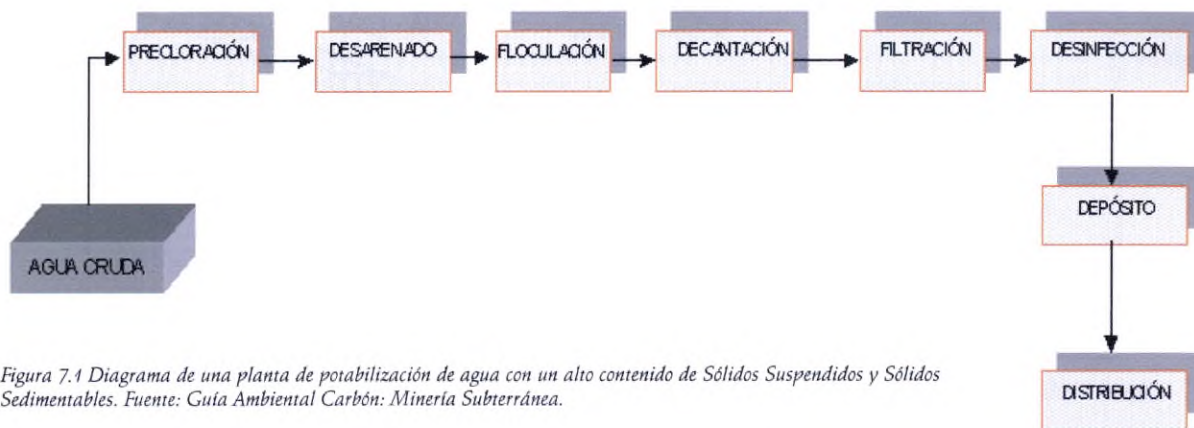 PRECLORACIÓN
DESARENADO
FLOCULACIÓN
DECANTACIÓN
FILTRACIÓN
DESINFECCIÓN
DEPÓSITO
AGUA CRUDA
Figura 7.1 Diagrama de una planta de potabilización de agua con un alto contenido de Sólidos Suspendidos y Sólidos
Sedimentables. Fuente: Guía Ambiental Carbón: Minería Subterránea.
DISTRIBUCIÓN